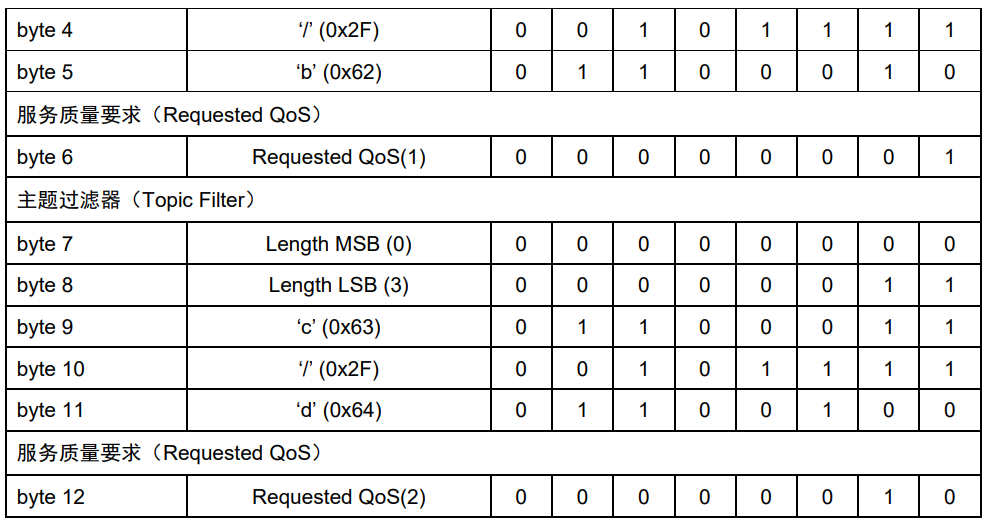 byte 4 ‘/’ (0x2F) 0 0 1 0 1 1 1 1
byte 5 ‘b’ (0x62) 0 1 1 0 0 0 1 0
服务质量要求（Requested QoS）
byte 6 Requested QoS(1) 0 0 0 0 0 0 0 1
主题过滤器（Topic Filter）
byte 7 Length MSB (0) 0 0 0 0 0 0 0 0
byte 8 Length LSB (3) 0 0 0 0 0 0 1 1
byte 9 ‘c’ (0x63) 0 1 1 0 0 0 1 1
byte 10 ‘/’ (0x2F) 0 0 1 0 1 1 1 1
byte 11 ‘d’ (0x64) 0 1 1 0 0 1 0 0
服务质量要求（Requested QoS）
byte 12 Requested QoS(2) 0 0 0 0 0 0 1 0